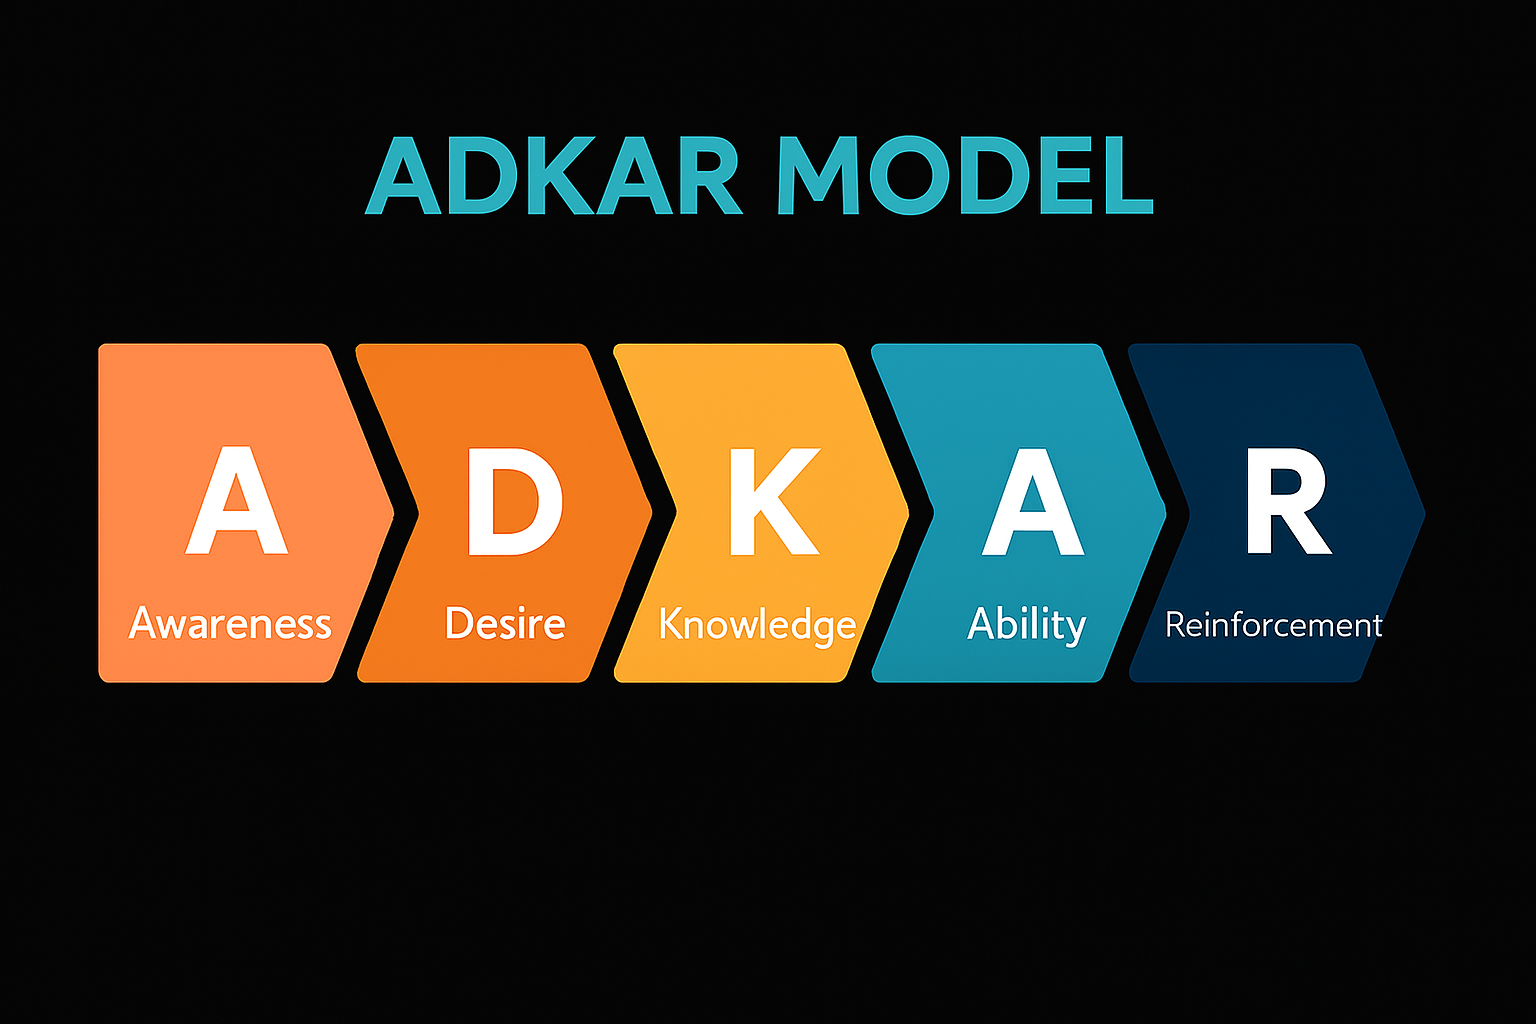 ADKAR MODEL
A
Awareness
D
Desire
K
Knowledge
A
Ability
R
Reinforcement